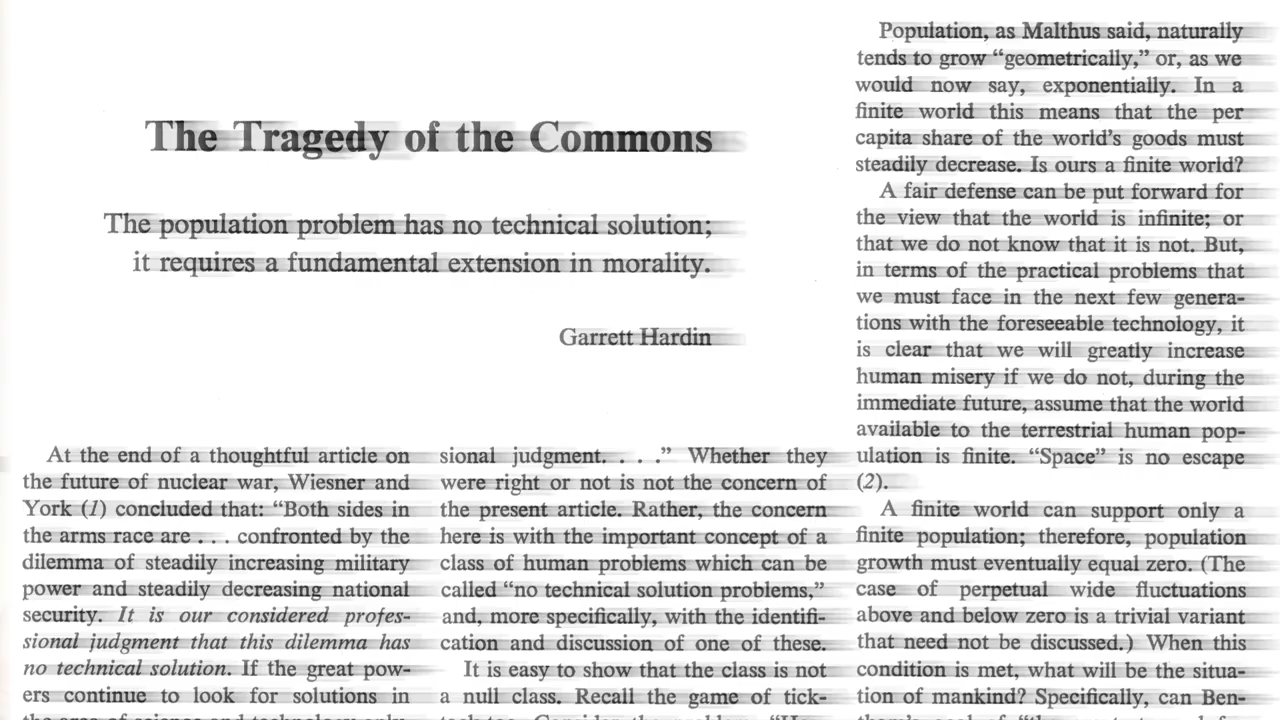 The Tragedy of the Commons
The population problem has no technical solution;
it requires a fundamental extension in morality.
Garrett Hardin
At the end of a thoughtful article on
the future of nuclear war, Wiesner and
York (1) concluded that: “Both sides in
the arms race are . . . confronted by the
dilemma of steadily increasing military
power and steadily decreasing national
security. It is our considered profes-
sional judgment that this dilemma has
no technical solution. If the great pow-
ers continue to look for solutions in
sional judgment. . . .” Whether they
were right or not is not the concern of
the present article. Rather, the concern
here is with the important concept of a
class of human problems which can be
called “no technical solution problems,”
and, more specifically, with the identifi-
cation and discussion of one of these.
It is easy to show that the class is not
a null class. Recall the game of tick-
Population, as Malthus said, naturally
tends to grow “geometrically,” or, as we
would now say, exponentially. In a
finite world this means that the per
capita share of the world’s goods must
steadily decrease. Is ours a finite world?
A fair defense can be put forward for
the view that the world is infinite; or
that we do not know that it is not. But,
in terms of the practical problems that
we must face in the next few genera-
tions with the foreseeable technology, it
is clear that we will greatly increase
human misery if we do not, during the
immediate future, assume that the world
available to the terrestrial human pop-
ulation is finite. “Space” is no escape
(2).
A finite world can support only a
finite population; therefore, population
growth must eventually equal zero. (The
case of perpetual wide fluctuations
above and below zero is a trivial variant
that need not be discussed.) When this
condition is met, what will be the situa-
tion of mankind? Specifically, can Ben-